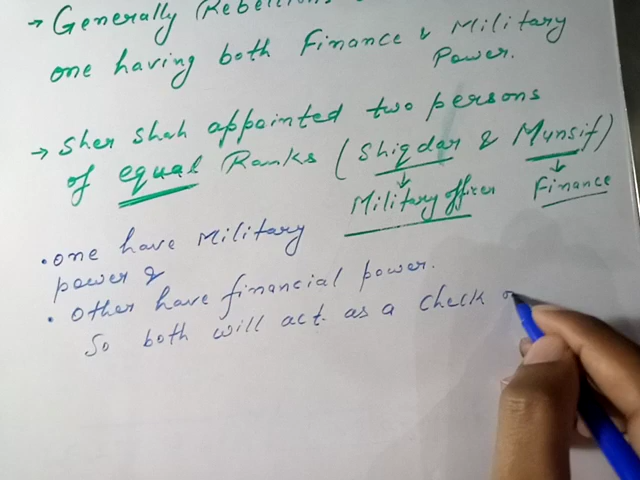 → Generally Rebellions
one having both Finance & Military
Power.
→ Sher Shah appointed two persons
of equal Ranks (Shiqdar & Munsif)
↓ ↓
Military officer Finance
• one have Military
power &
• Other have financial power.
So both will act as a check o